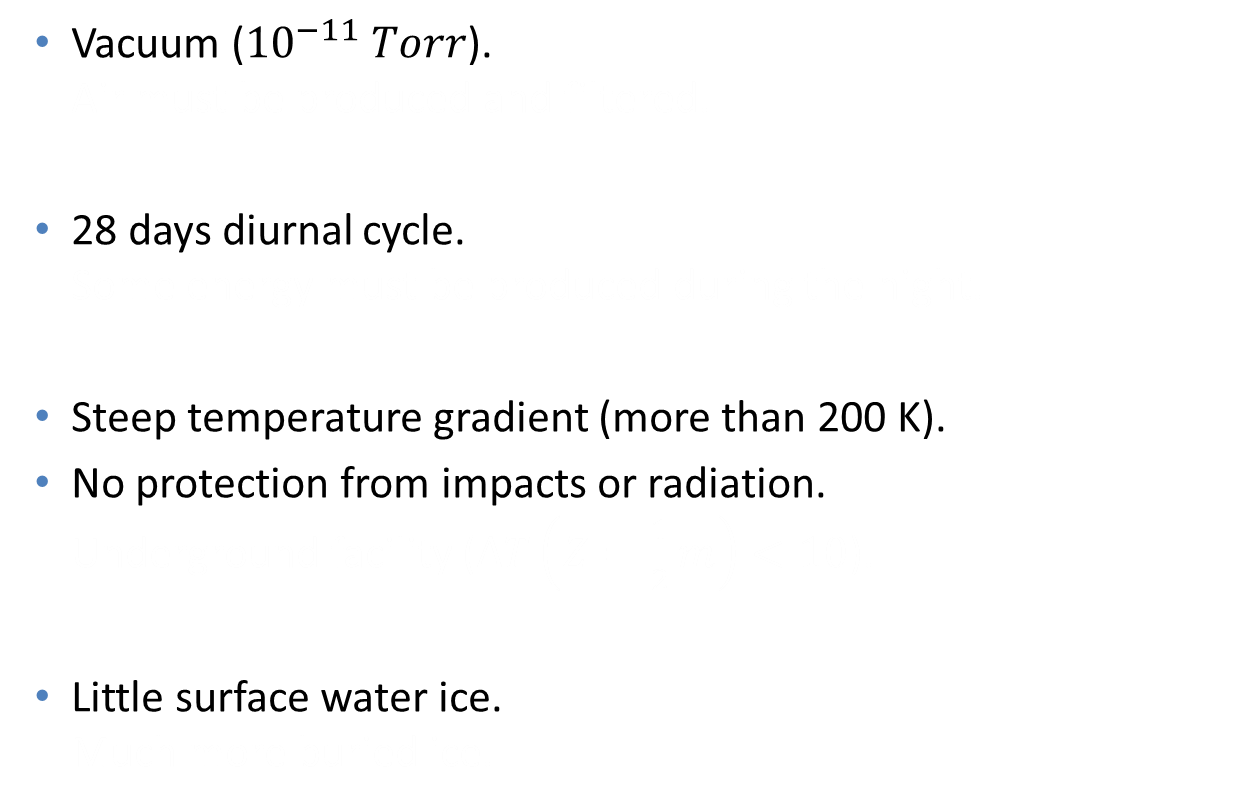 • Vacuum (10⁻¹¹ Torr).
• 28 days diurnal cycle.
• Steep temperature gradient (more than 200 K).
• No protection from impacts or radiation.
• Little surface water ice.